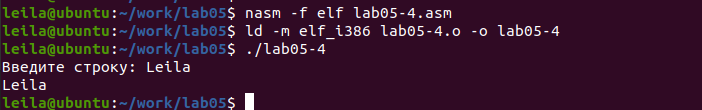 leila@ubuntu:~/work/lab05$ nasm -f elf lab05-4.asm
leila@ubuntu:~/work/lab05$ ld -m elf_i386 lab05-4.o -o lab05-4
leila@ubuntu:~/work/lab05$ ./lab05-4
Введите строку: Leila
Leila
leila@ubuntu:~/work/lab05$